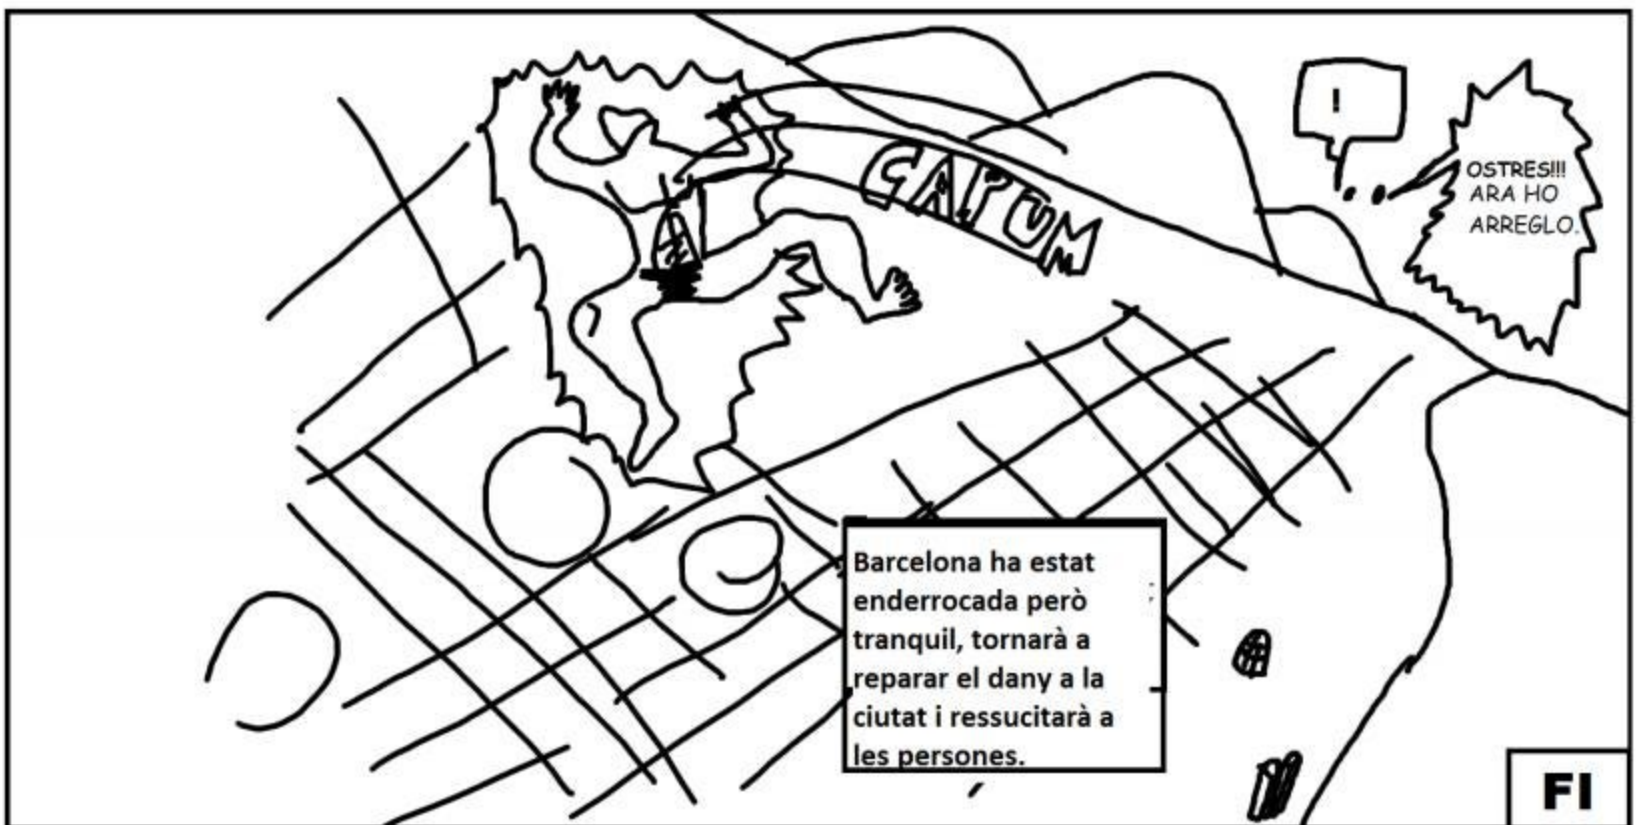 GAPUM
!
OSTRES!!!
ARA HO
ARREGLO.
Barcelona ha estat
enderrocada però
tranquil, tornarà a
reparar el dany a la
ciutat i ressucitarà a
les persones.
FI